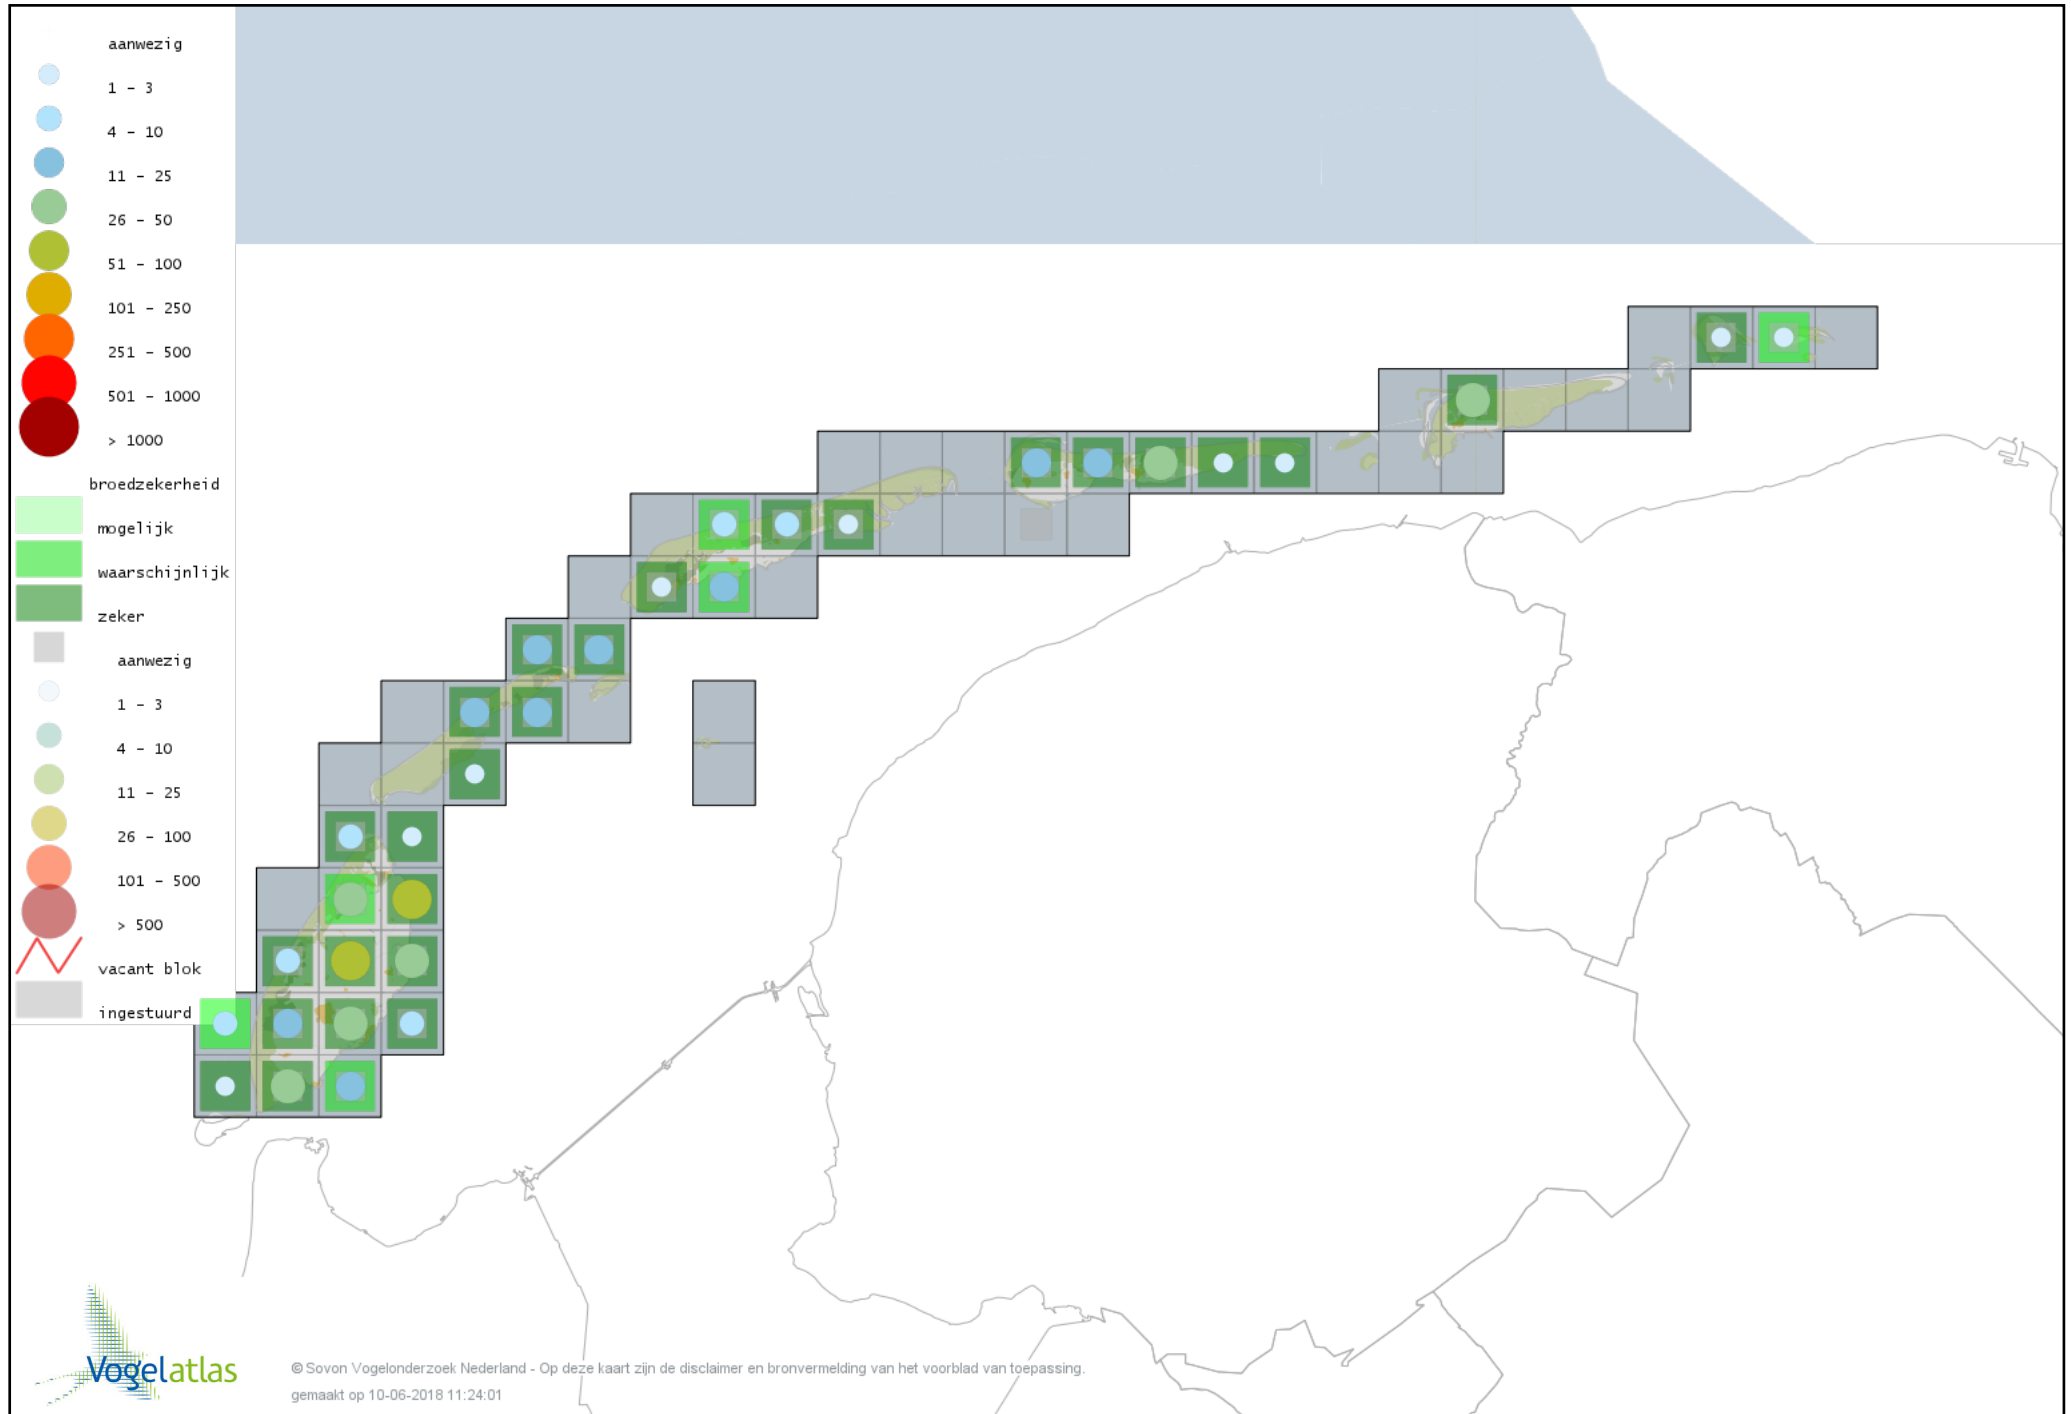 aanwezig
1 - 3
4 - 10
11 - 25
26 - 50
51 - 100
101 - 250
251 - 500
501 - 1000
> 1000
broedzekerheid
mogelijk
waarschijnlijk
zeker
aanwezig
1 - 3
4 - 10
11 - 25
26 - 100
101 - 500
> 500
vacant blok
ingestuurd
Vogelatlas
© Sovon Vogelonderzoek Nederland - Op deze kaart zijn de disclaimer en bronvermelding van het voorblad van toepassing.
gemaakt op 10-06-2018 11:24:01